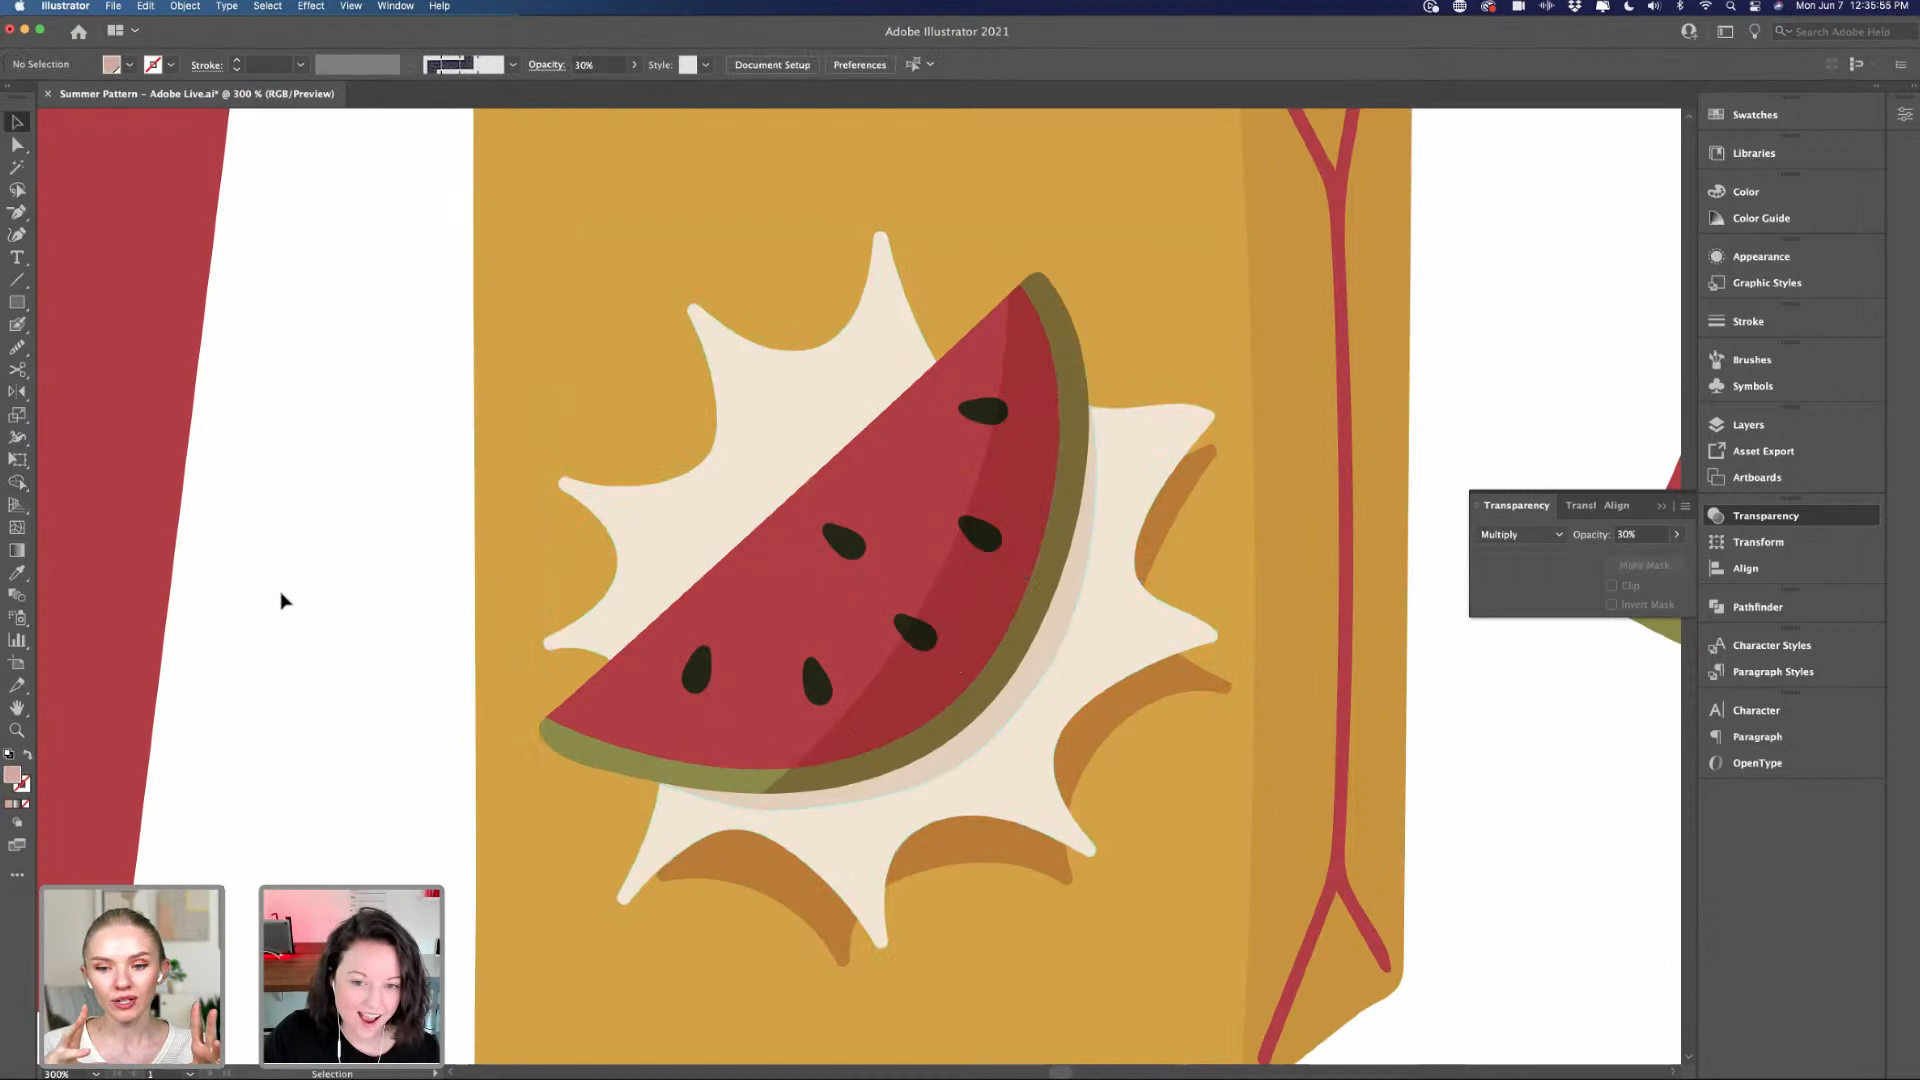 Illustrator File Edit Object Type Select Effect View Window Help
Mon Jun 7 12:35:55 PM
Adobe Illustrator 2021
Search Adobe Help
No Selection
Stroke:
Opacity: 30%
Style:
Document Setup
Preferences
× Summer Pattern – Adobe Live.ai* @ 300 % (RGB/Preview)
Swatches
Libraries
Color
Color Guide
Appearance
Graphic Styles
Stroke
Brushes
Symbols
Layers
Asset Export
Artboards
Transparency Transf Align
Multiply Opacity: 30%
Make Mask
Clip
Invert Mask
Transparency
Transform
Align
Pathfinder
Character Styles
Paragraph Styles
Character
Paragraph
OpenType
300% 1 Selection